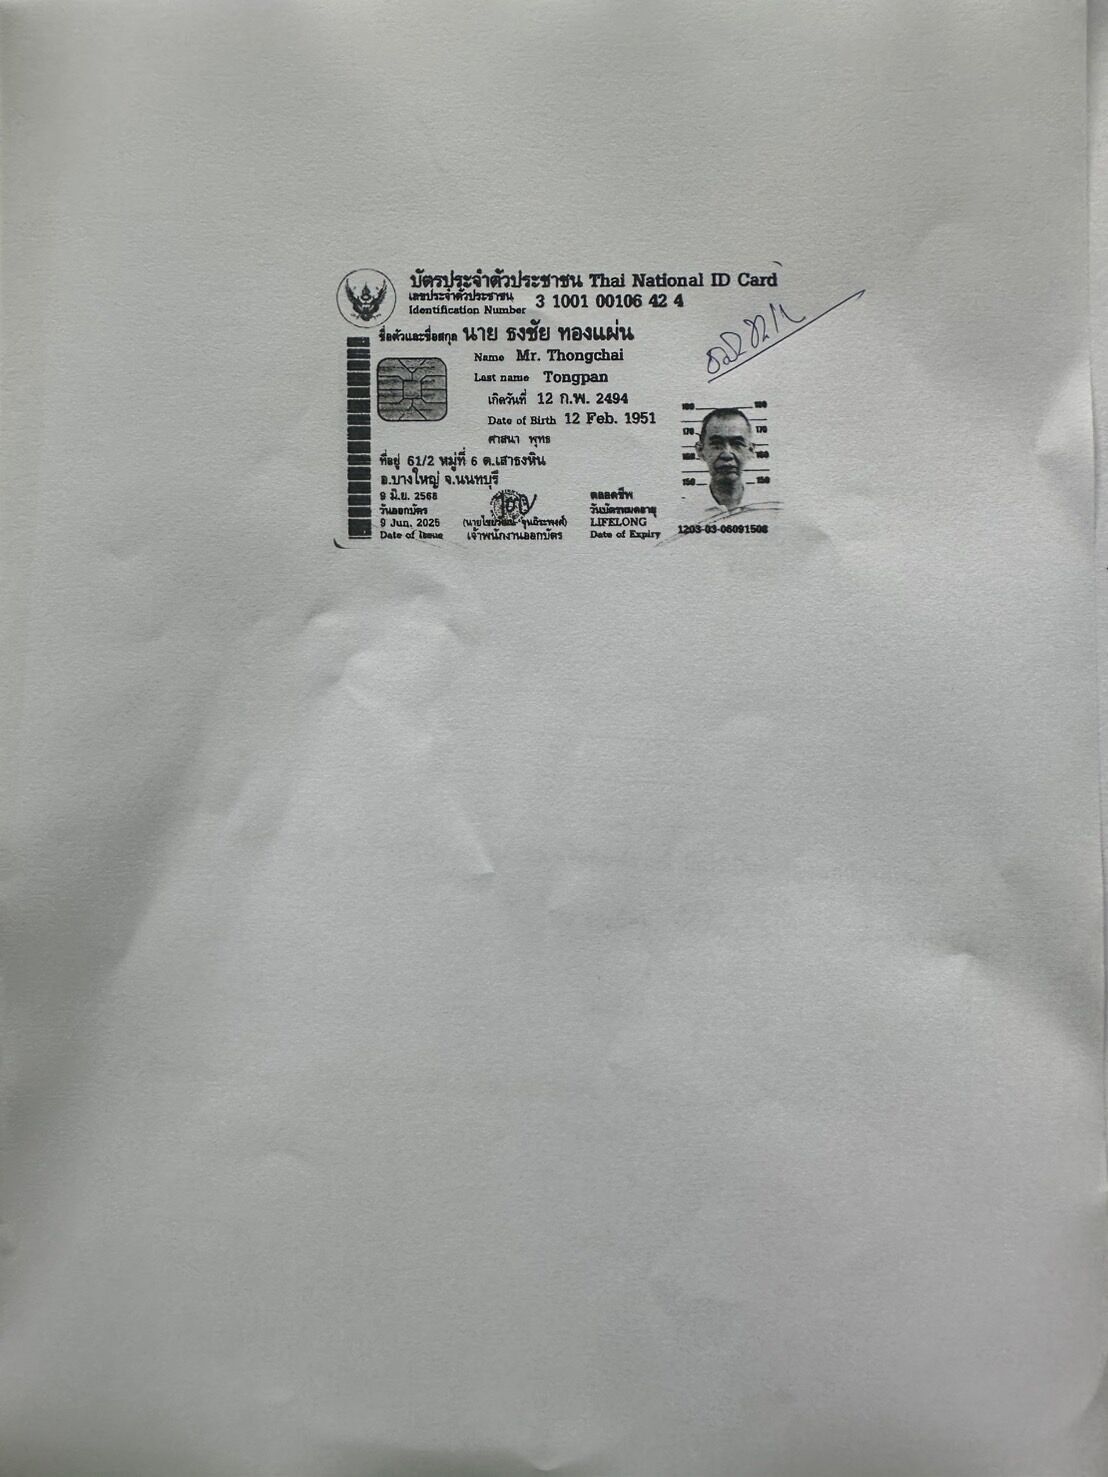 บัตรประจำตัวประชาชน Thai National ID Card
เลขประจำตัวประชาชน
Identification Number 3 1001 00106 42 4
ชื่อตัวและชื่อสกุล นาย ธงชัย ทองแผ่น
Name Mr. Thongchai
Last name Tongpan
เกิดวันที่ 12 ก.พ. 2494
Date of Birth 12 Feb. 1951
ศาสนา พุทธ
ที่อยู่ 61/2 หมู่ที่ 6 ต.เสาธงหิน
อ.บางใหญ่ จ.นนทบุรี
9 มิ.ย. 2568
วันออกบัตร
9 Jun. 2025
Date of Issue
เจ้าพนักงานออกบัตร
ตลอดชีพ
วันบัตรหมดอายุ
LIFELONG
Date of Expiry
180 180
170 170
160 160
150 150
1203-03-06091508